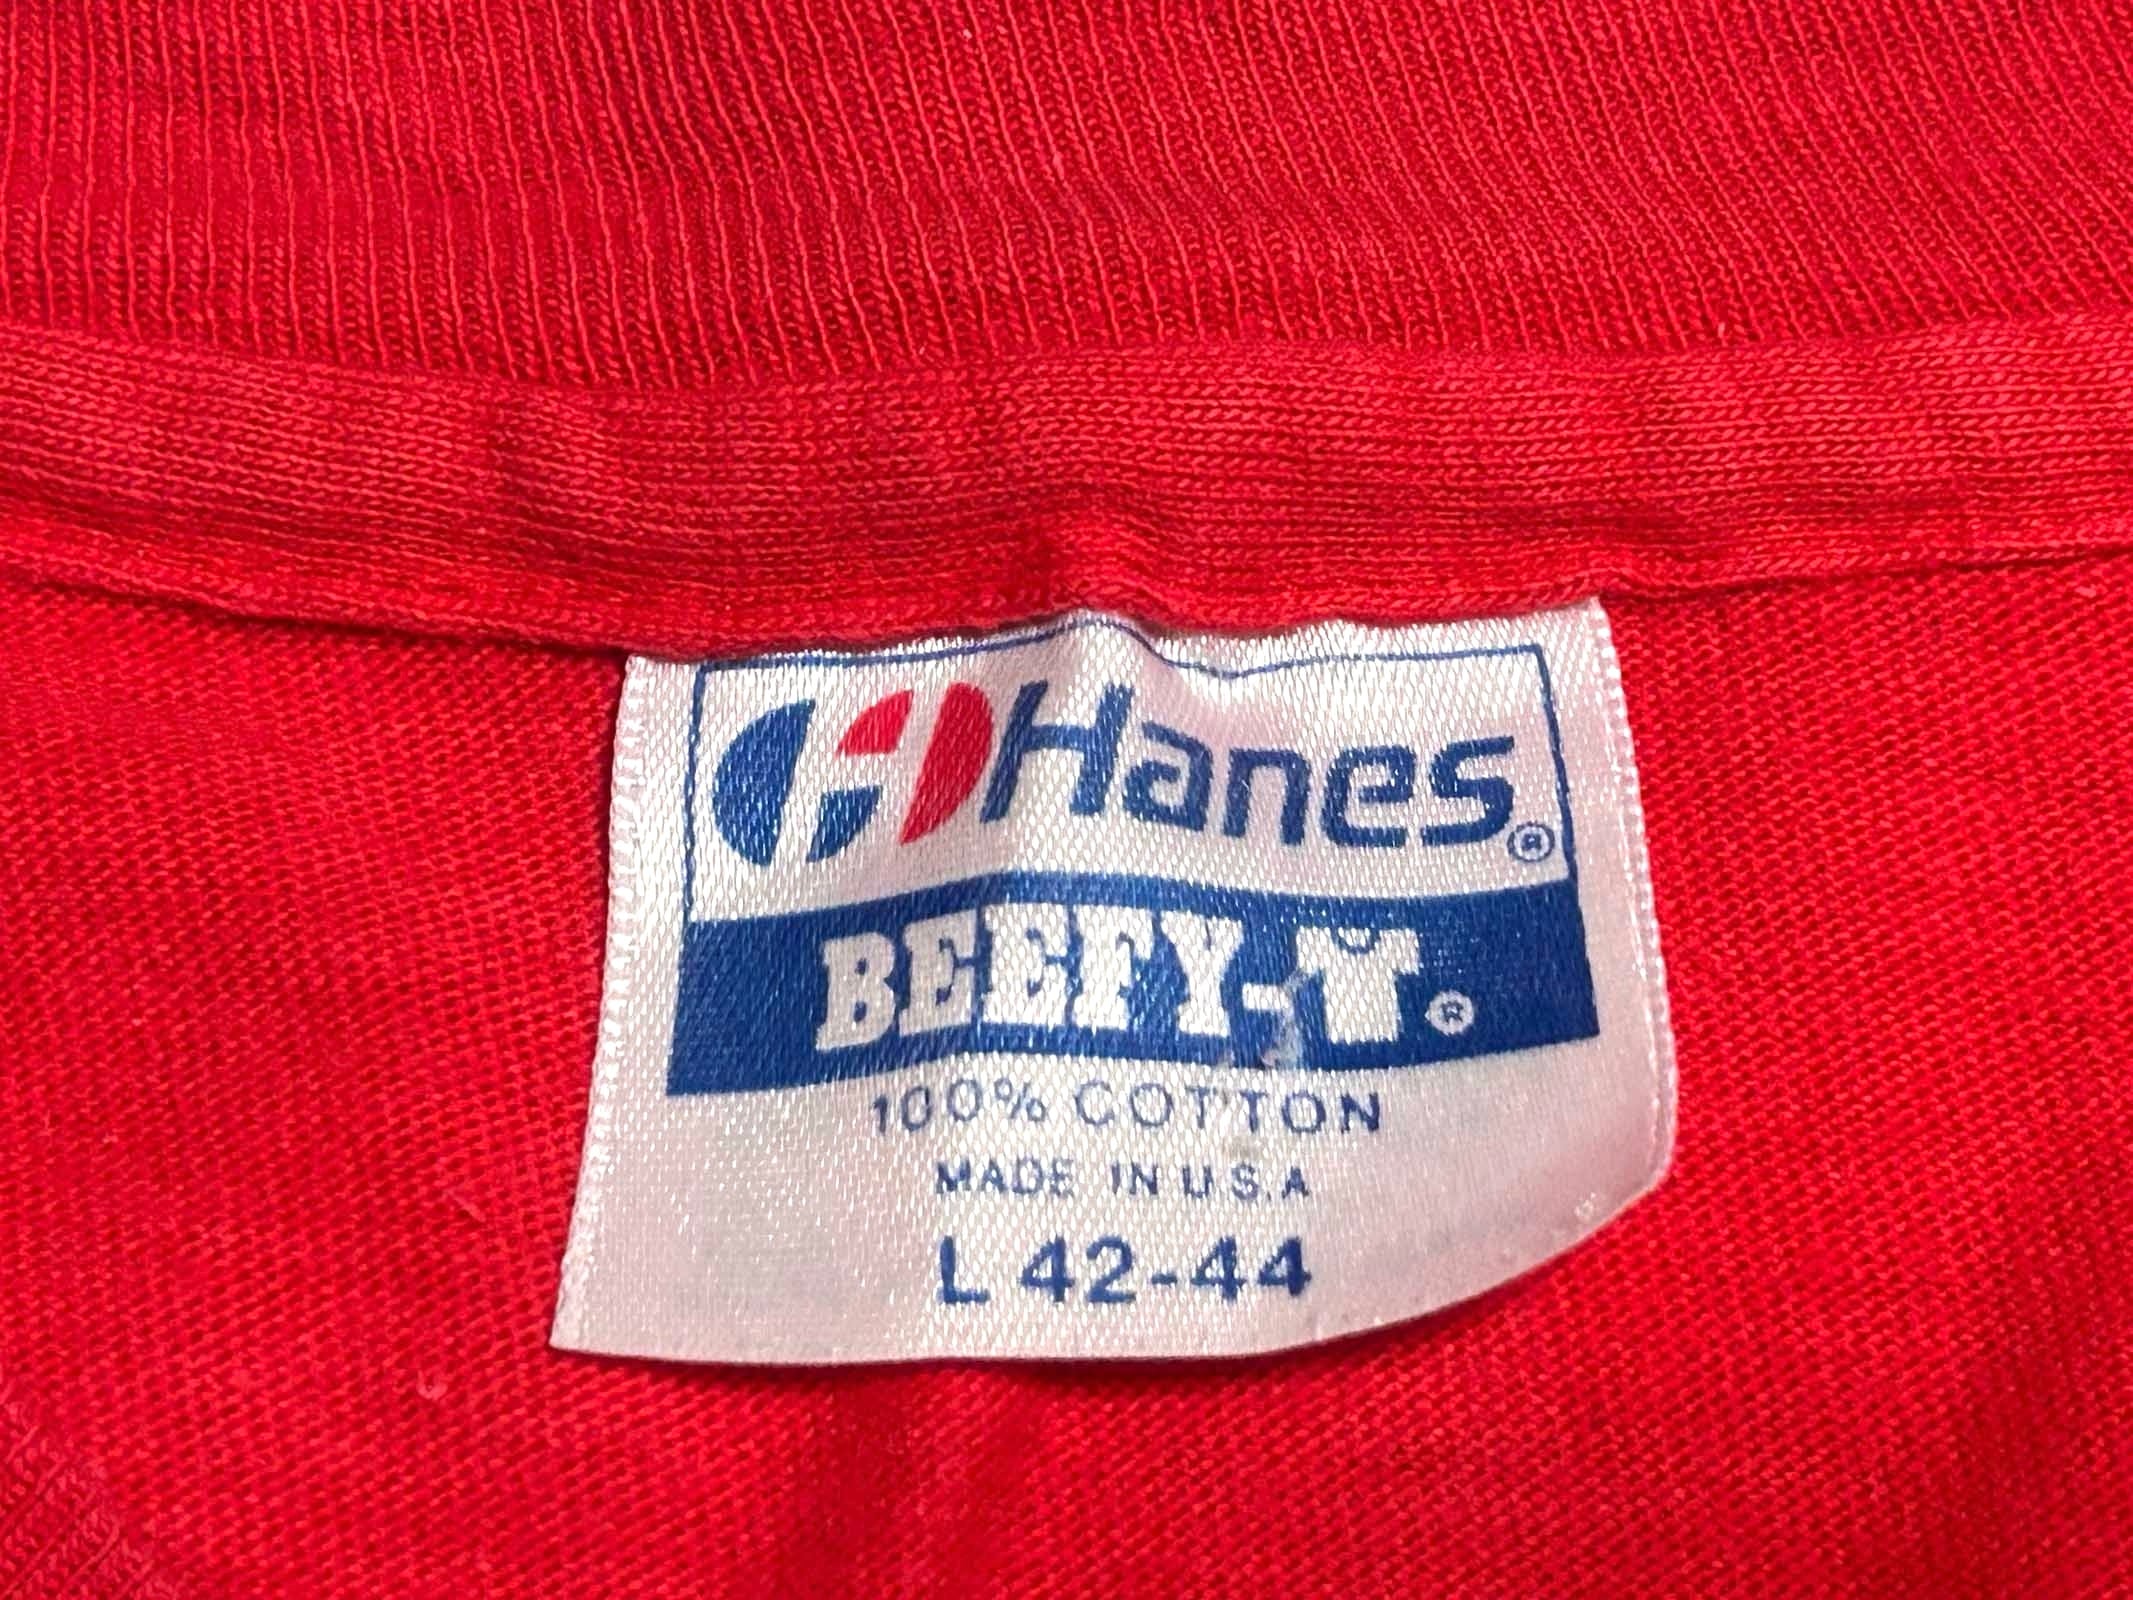 Hanes®
BEEFY-T®
100% COTTON
MADE IN U.S.A
L 42-44